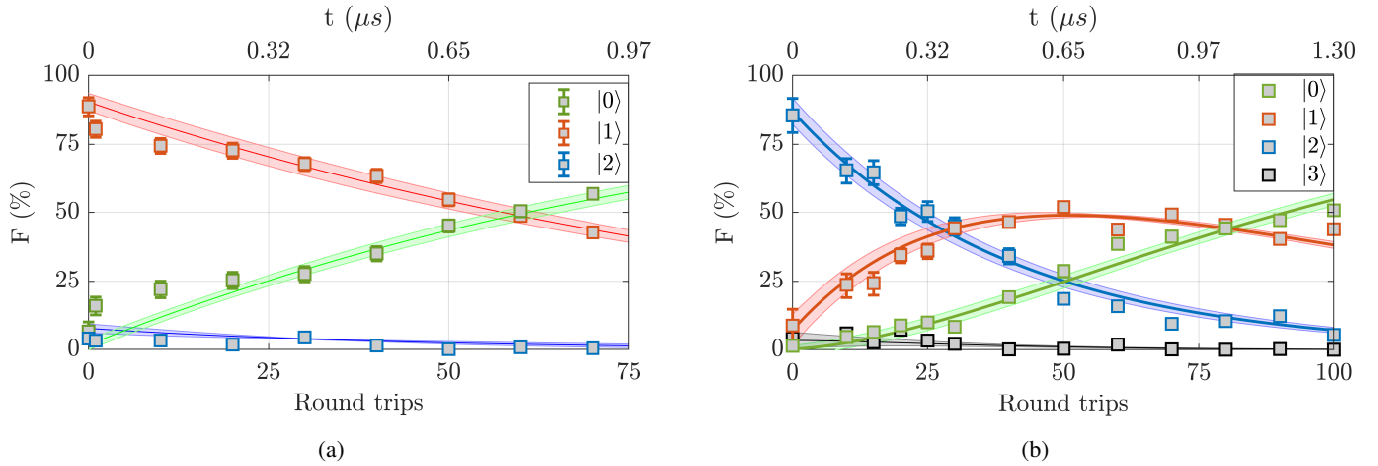 t (μs)
0 0.32 0.65 0.97
100
75
50
25
0
F (%)
|0⟩
|1⟩
|2⟩
0 25 50 75
Round trips
(a)
t (μs)
0 0.32 0.65 0.97 1.30
100
75
50
25
0
F (%)
|0⟩
|1⟩
|2⟩
|3⟩
0 25 50 75 100
Round trips
(b)